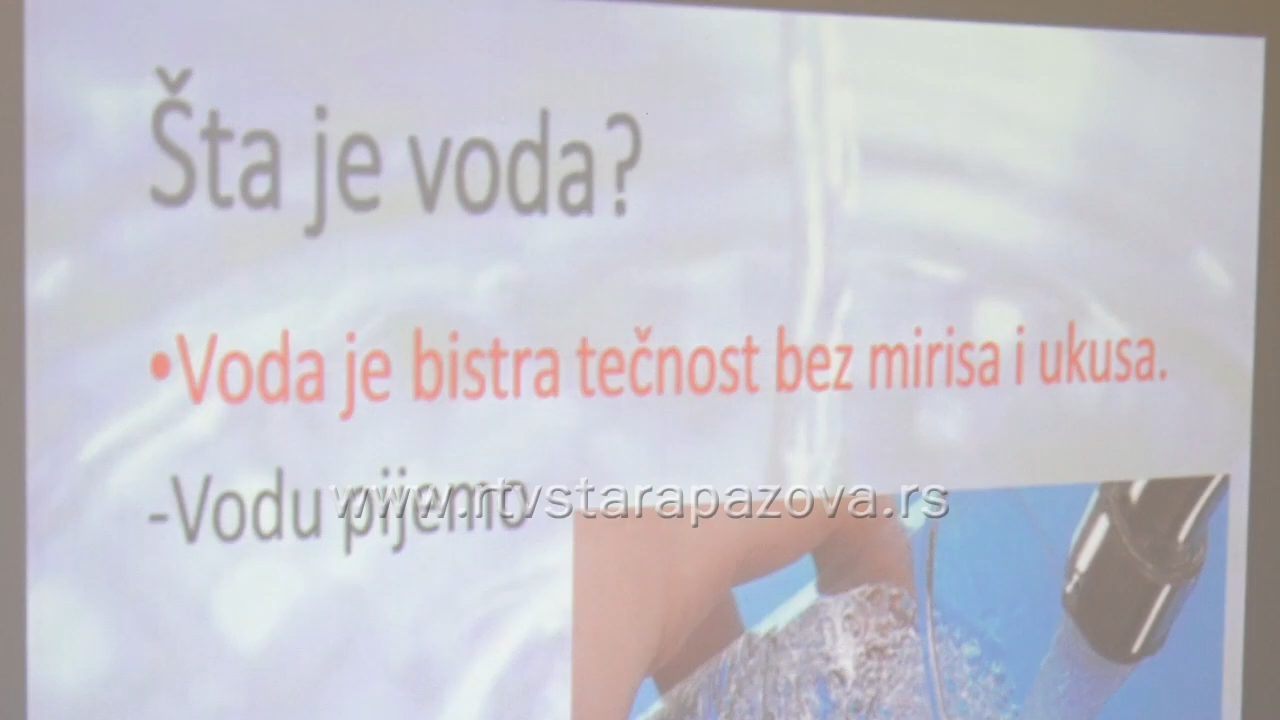 Šta je voda?
•Voda je bistra tečnost bez mirisa i ukusa.
-Vodu pijemo
www.rtvstarapazova.rs